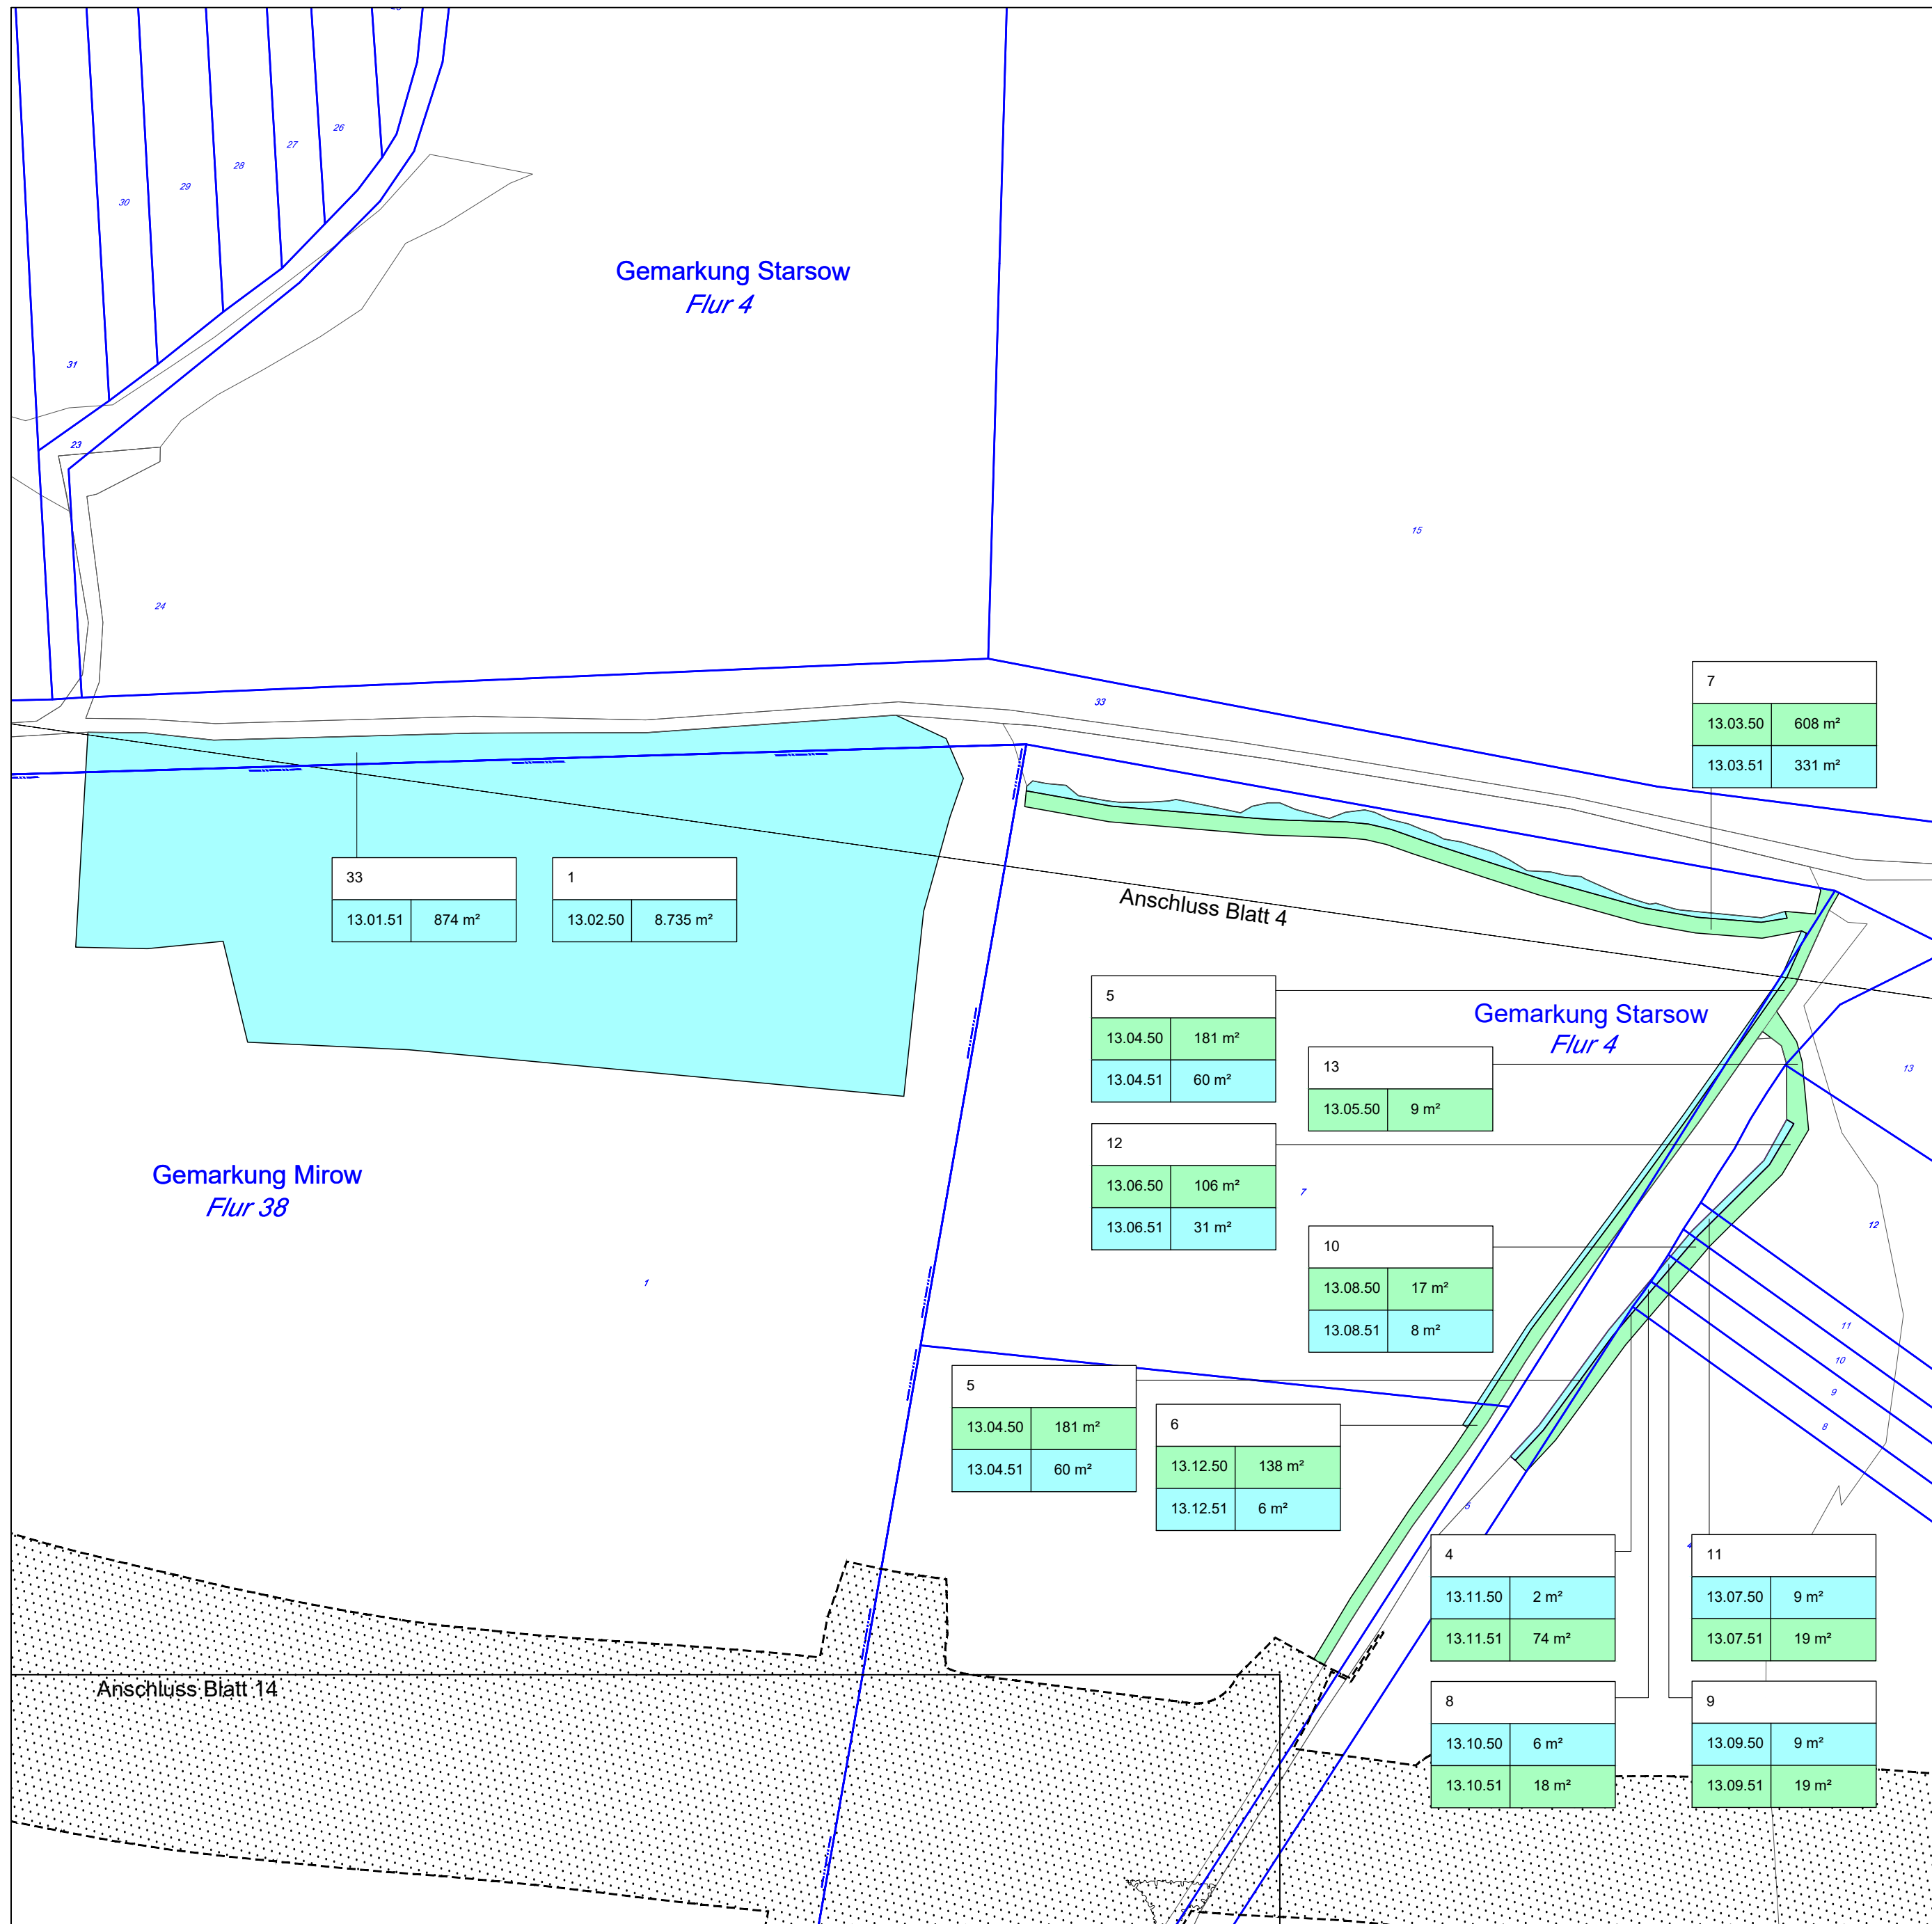 26
27
28
29
30
Gemarkung Starsow
Flur 4
31
23
15
24
33
7
13.03.50 608 m²
13.03.51 331 m²
33
13.01.51 874 m²
1
13.02.50 8.735 m²
Anschluss Blatt 4
5
13.04.50 181 m²
13.04.51 60 m²
Gemarkung Starsow
Flur 4
13
13.05.50 9 m²
13
12
13.06.50 106 m²
13.06.51 31 m²
Gemarkung Mirow
Flur 38
7
12
10
13.08.50 17 m²
13.08.51 8 m²
1
11
10
9
8
5
13.04.50 181 m²
13.04.51 60 m²
6
13.12.50 138 m²
13.12.51 6 m²
5
4
4
13.11.50 2 m²
13.11.51 74 m²
11
13.07.50 9 m²
13.07.51 19 m²
Anschluss Blatt 14
8
13.10.50 6 m²
13.10.51 18 m²
9
13.09.50 9 m²
13.09.51 19 m²